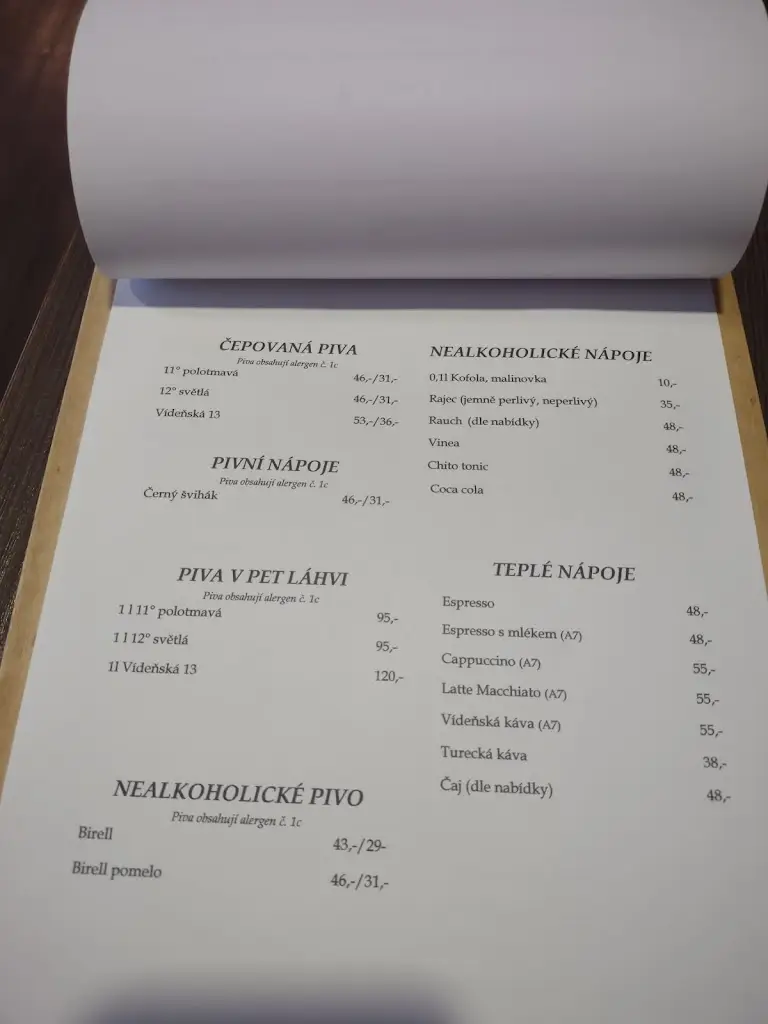 ČEPOVANÁ PIVA
Piva obsahují alergen č. 1c
11° polotmavá 46,-/31,-
12° světlá 46,-/31,-
Vídeňská 13 53,-/36,-
PIVNÍ NÁPOJE
Piva obsahují alergen č. 1c
Černý švihák 46,-/31,-
PIVA V PET LÁHVI
Piva obsahují alergen č. 1c
1 l 11° polotmavá 95,-
1 l 12° světlá 95,-
1l Vídeňská 13 120,-
NEALKOHOLICKÉ PIVO
Piva obsahují alergen č. 1c
Birell 43,-/29-
Birell pomelo 46,-/31,-
NEALKOHOLICKÉ NÁPOJE
0,1l Kofola, malinovka 10,-
Rajec (jemně perlivý, neperlivý) 35,-
Rauch (dle nabídky) 48,-
Vinea 48,-
Chito tonic 48,-
Coca cola 48,-
TEPLÉ NÁPOJE
Espresso 48,-
Espresso s mlékem (A7) 48,-
Cappuccino (A7) 55,-
Latte Macchiato (A7) 55,-
Vídeňská káva (A7) 55,-
Turecká káva 38,-
Čaj (dle nabídky) 48,-